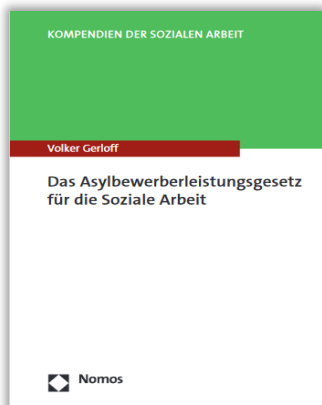 KOMPENDIEN DER SOZIALEN ARBEIT
Volker Gerloff
Das Asylbewerberleistungsgesetz
für die Soziale Arbeit
Nomos